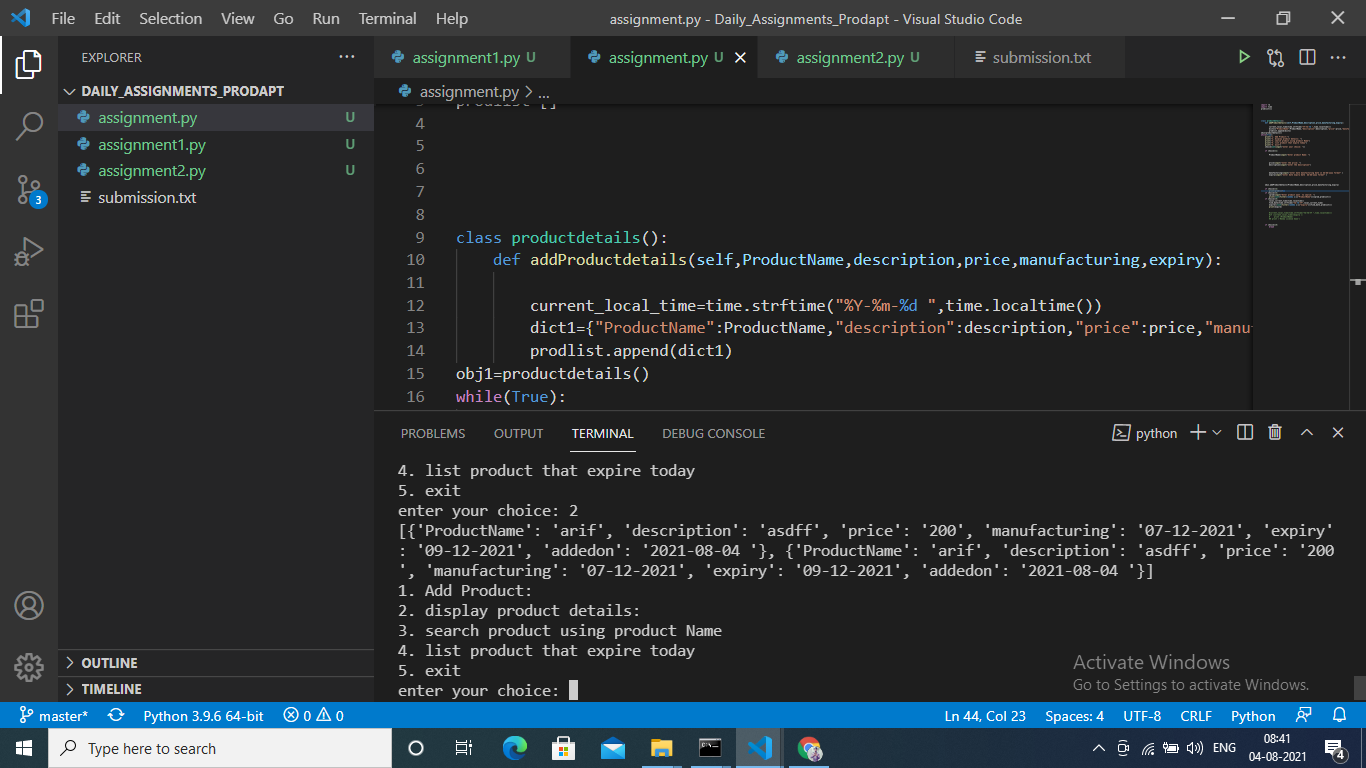 File Edit Selection View Go Run Terminal Help
assignment.py - Daily_Assignments_Prodapt - Visual Studio Code
EXPLORER
DAILY_ASSIGNMENTS_PRODAPT
assignment.py U
assignment1.py U
assignment2.py U
submission.txt
3
OUTLINE
TIMELINE
assignment1.py U
assignment.py U
assignment2.py U
submission.txt
assignment.py > ...
4
5
6
7
8
9 class productdetails():
10 def addProductdetails(self,ProductName,description,price,manufacturing,expiry):
11
12 current_local_time=time.strftime("%Y-%m-%d ",time.localtime())
13 dict1={"ProductName":ProductName,"description":description,"price":price,"manu
14 prodlist.append(dict1)
15 obj1=productdetails()
16 while(True):
PROBLEMS OUTPUT TERMINAL DEBUG CONSOLE
python
4. list product that expire today
5. exit
enter your choice: 2
[{'ProductName': 'arif', 'description': 'asdff', 'price': '200', 'manufacturing': '07-12-2021', 'expiry'
: '09-12-2021', 'addedon': '2021-08-04 '}, {'ProductName': 'arif', 'description': 'asdff', 'price': '200
', 'manufacturing': '07-12-2021', 'expiry': '09-12-2021', 'addedon': '2021-08-04 '}]
1. Add Product:
2. display product details:
3. search product using product Name
4. list product that expire today
5. exit
enter your choice:
Activate Windows
Go to Settings to activate Windows.
master* Python 3.9.6 64-bit 0 0
Ln 44, Col 23 Spaces: 4 UTF-8 CRLF Python
Type here to search
ENG
08:41
04-08-2021
4